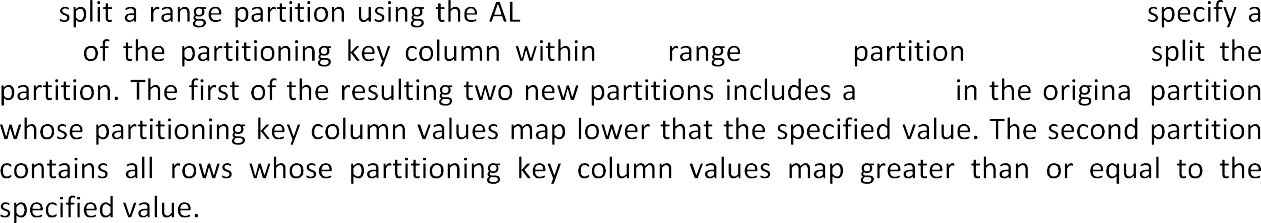 split a range partition using the AL specify a
of the partitioning key column within range partition split the
partition. The first of the resulting two new partitions includes a in the origina partition
whose partitioning key column values map lower that the specified value. The second partition
contains all rows whose partitioning key column values map greater than or equal to the
specified value.